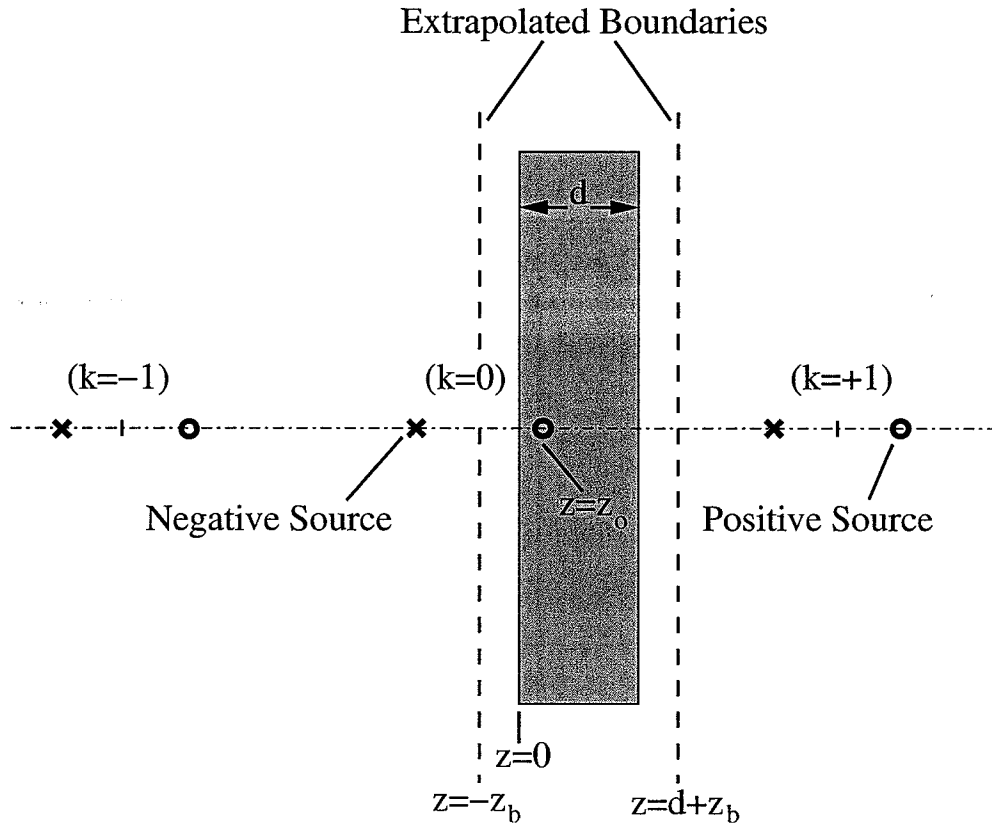 Extrapolated Boundaries
d
(k=−1)
(k=0)
(k=+1)
Negative Source
z=z_o
Positive Source
z=0
z=−z_b
z=d+z_b